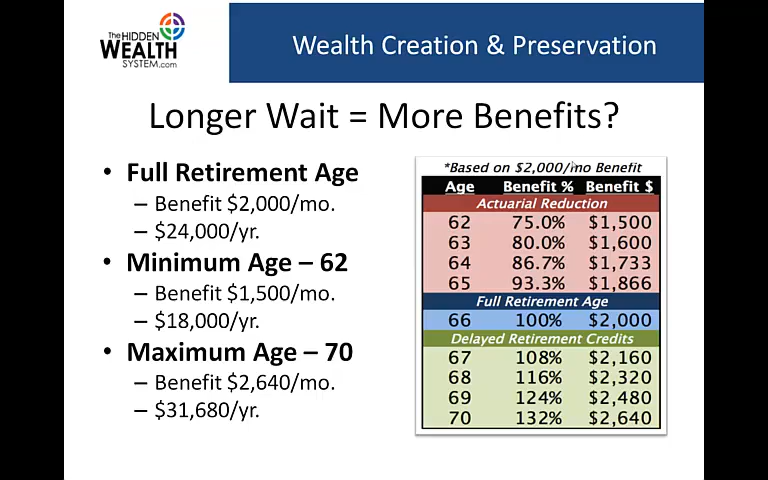 The HIDDEN
WEALTH
SYSTEM.com
Wealth Creation & Preservation
Longer Wait = More Benefits?
• Full Retirement Age
– Benefit $2,000/mo.
– $24,000/yr.
• Minimum Age – 62
– Benefit $1,500/mo.
– $18,000/yr.
• Maximum Age – 70
– Benefit $2,640/mo.
– $31,680/yr.
*Based on $2,000/mo Benefit
Age Benefit % Benefit $
Actuarial Reduction
62 75.0% $1,500
63 80.0% $1,600
64 86.7% $1,733
65 93.3% $1,866
Full Retirement Age
66 100% $2,000
Delayed Retirement Credits
67 108% $2,160
68 116% $2,320
69 124% $2,480
70 132% $2,640